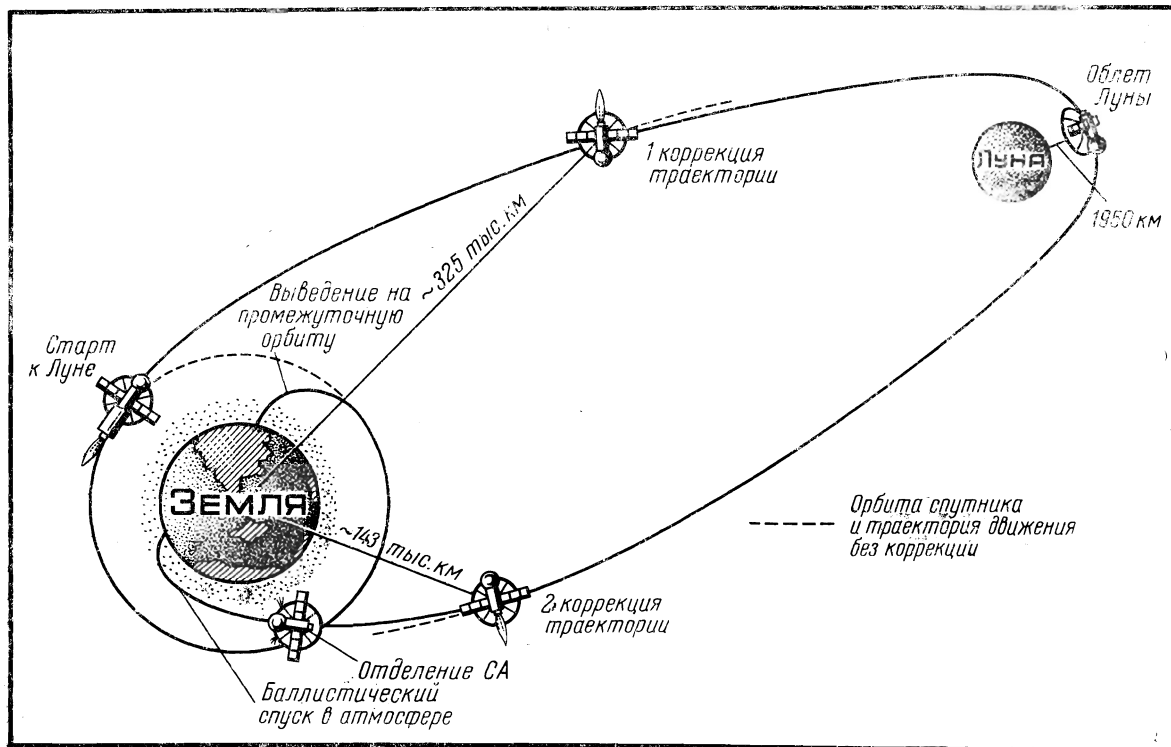 Облет
Луны
1 коррекция
траектории
Луна
1950 км
~325 тыс. км
Выведение на
промежуточную
орбиту
Старт
к Луне
Земля
~143 тыс. км
Орбита спутника
и траектория движения
без коррекции
2 коррекция
траектории
Отделение СА
Баллистический
спуск в атмосфере